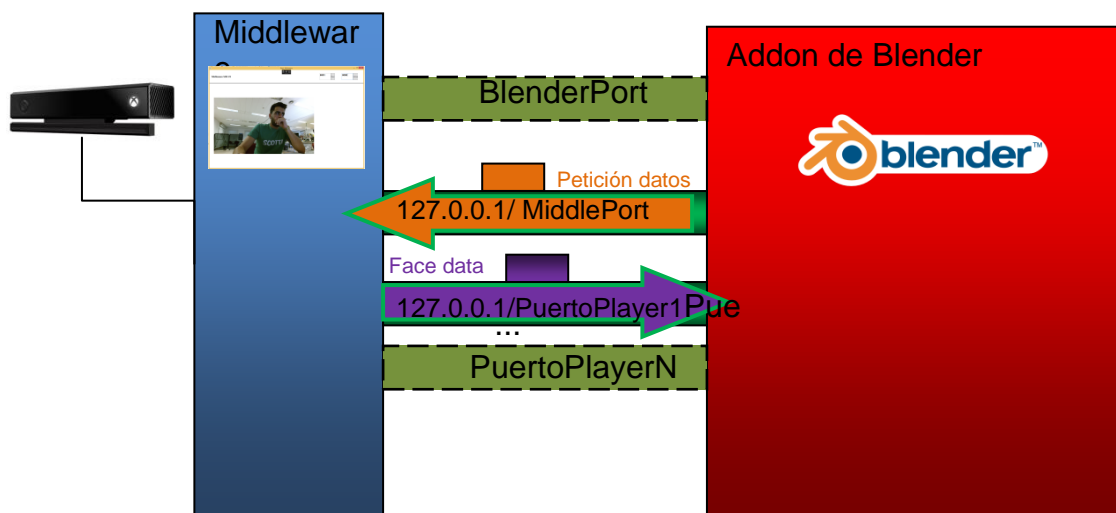 Middlewar
e
Addon de Blender
BlenderPort
blender™
Petición datos
127.0.0.1/ MiddlePort
Face data
127.0.0.1/PuertoPlayer1Pue
...
PuertoPlayerN